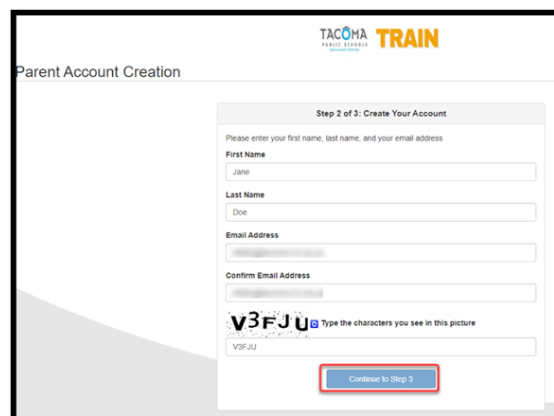 TACOMA TRAIN
PUBLIC SCHOOLS
Parent Account Creation
Step 2 of 3: Create Your Account
Please enter your first name, last name, and your email address
First Name
Jane
Last Name
Doe
Email Address
Confirm Email Address
V3FJU Type the characters you see in this picture
V3FJU
Continue to Step 3